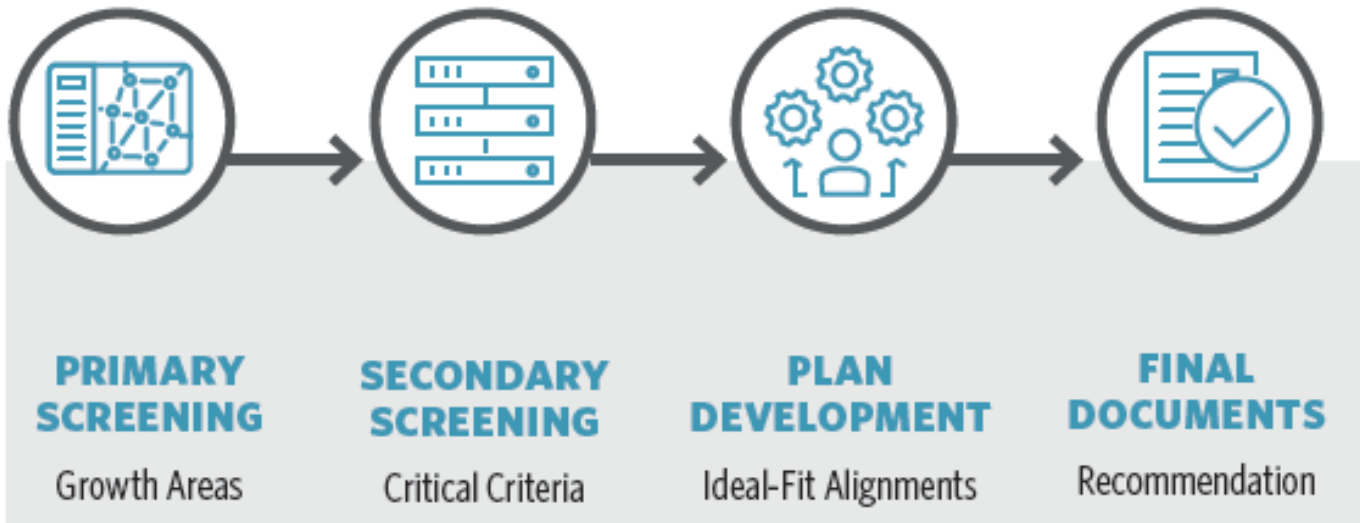 PRIMARY
SCREENING
Growth Areas
SECONDARY
SCREENING
Critical Criteria
PLAN
DEVELOPMENT
Ideal-Fit Alignments
FINAL
DOCUMENTS
Recommendation